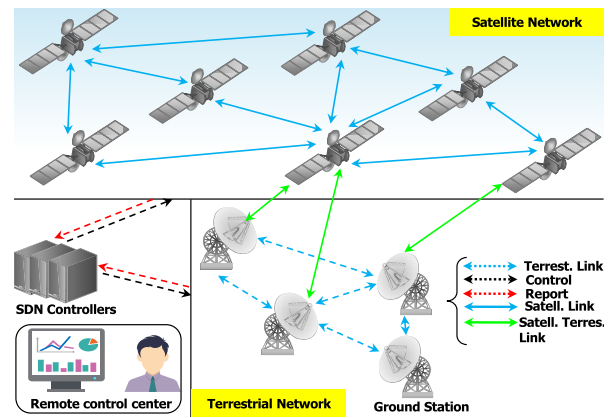 Satellite Network
SDN Controllers
Remote control center
Terrestrial Network
Ground Station
Terrest. Link
Control
Report
Satell. Link
Satell. Terres.
Link